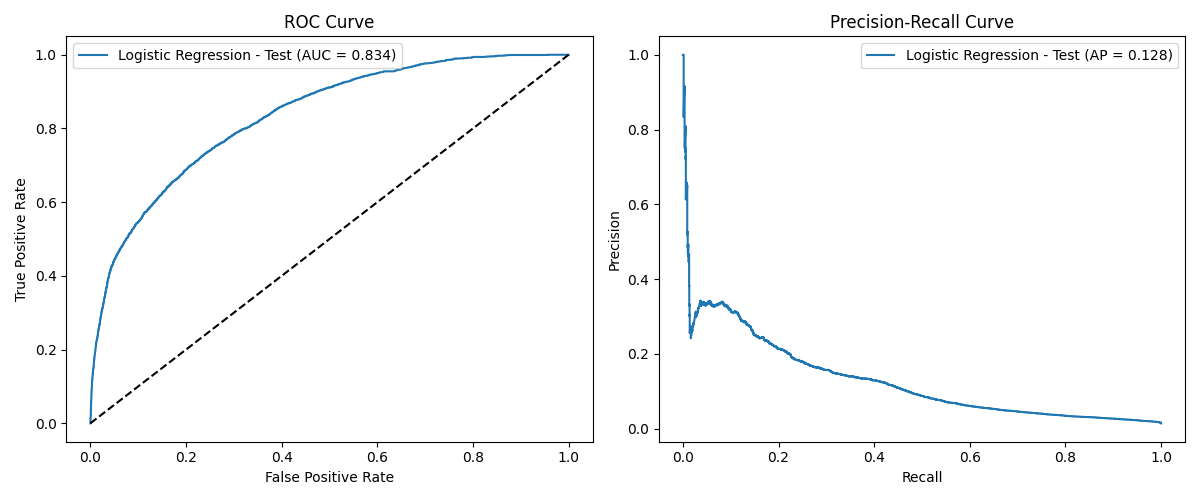 ROC Curve
Logistic Regression - Test (AUC = 0.834)
1.0
0.8
0.6
0.4
0.2
0.0
True Positive Rate
0.0 0.2 0.4 0.6 0.8 1.0
False Positive Rate
Precision-Recall Curve
Logistic Regression - Test (AP = 0.128)
1.0
0.8
0.6
0.4
0.2
0.0
Precision
0.0 0.2 0.4 0.6 0.8 1.0
Recall